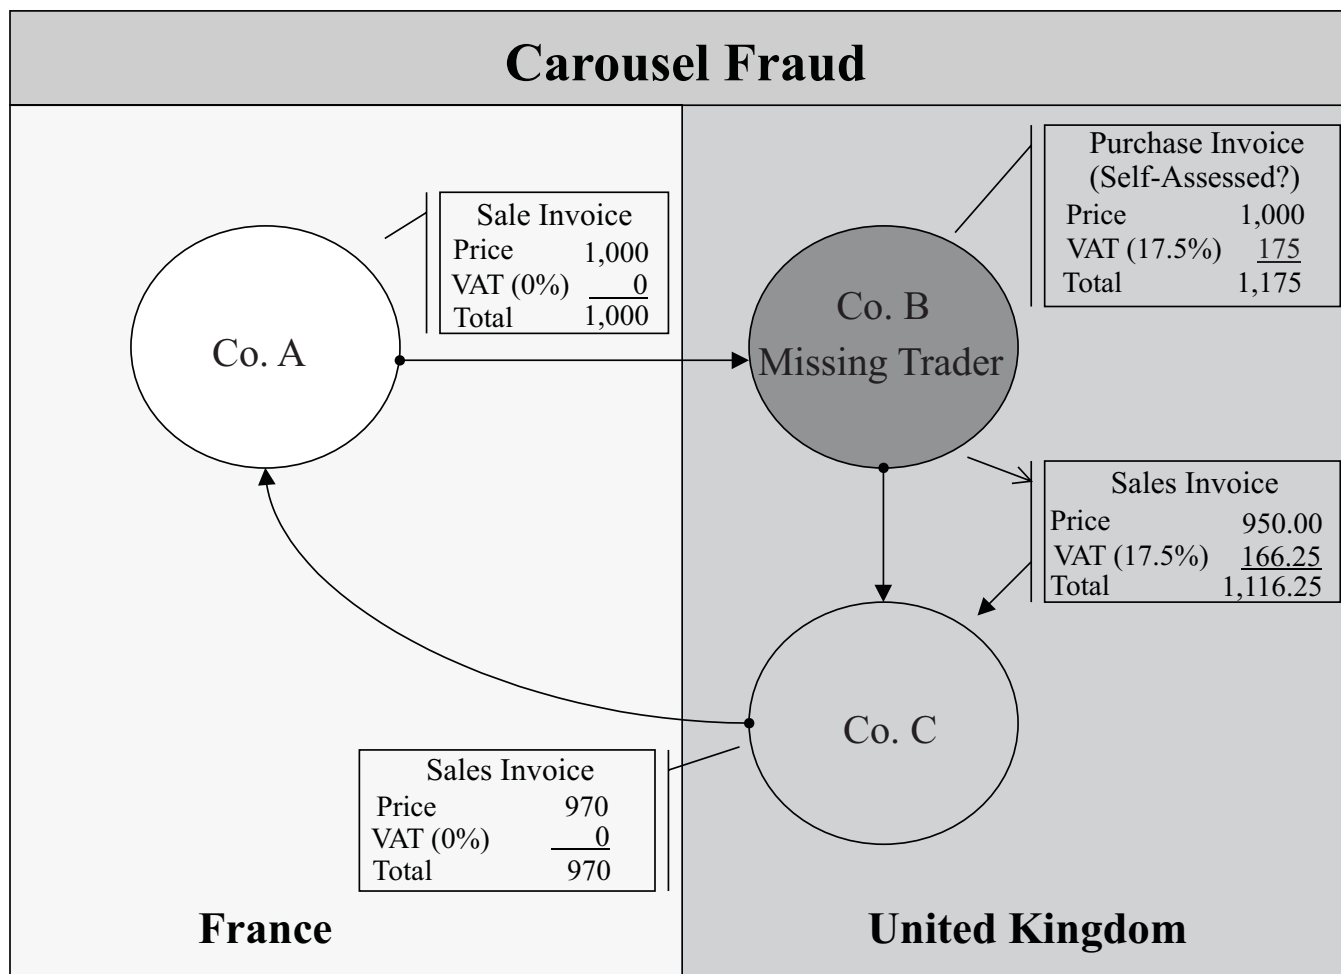 Carousel Fraud
Sale Invoice
Price 1,000
VAT (0%) 0
Total 1,000
Co. A
Purchase Invoice
(Self-Assessed?)
Price 1,000
VAT (17.5%) 175
Total 1,175
Co. B
Missing Trader
Sales Invoice
Price 950.00
VAT (17.5%) 166.25
Total 1,116.25
Co. C
Sales Invoice
Price 970
VAT (0%) 0
Total 970
France
United Kingdom